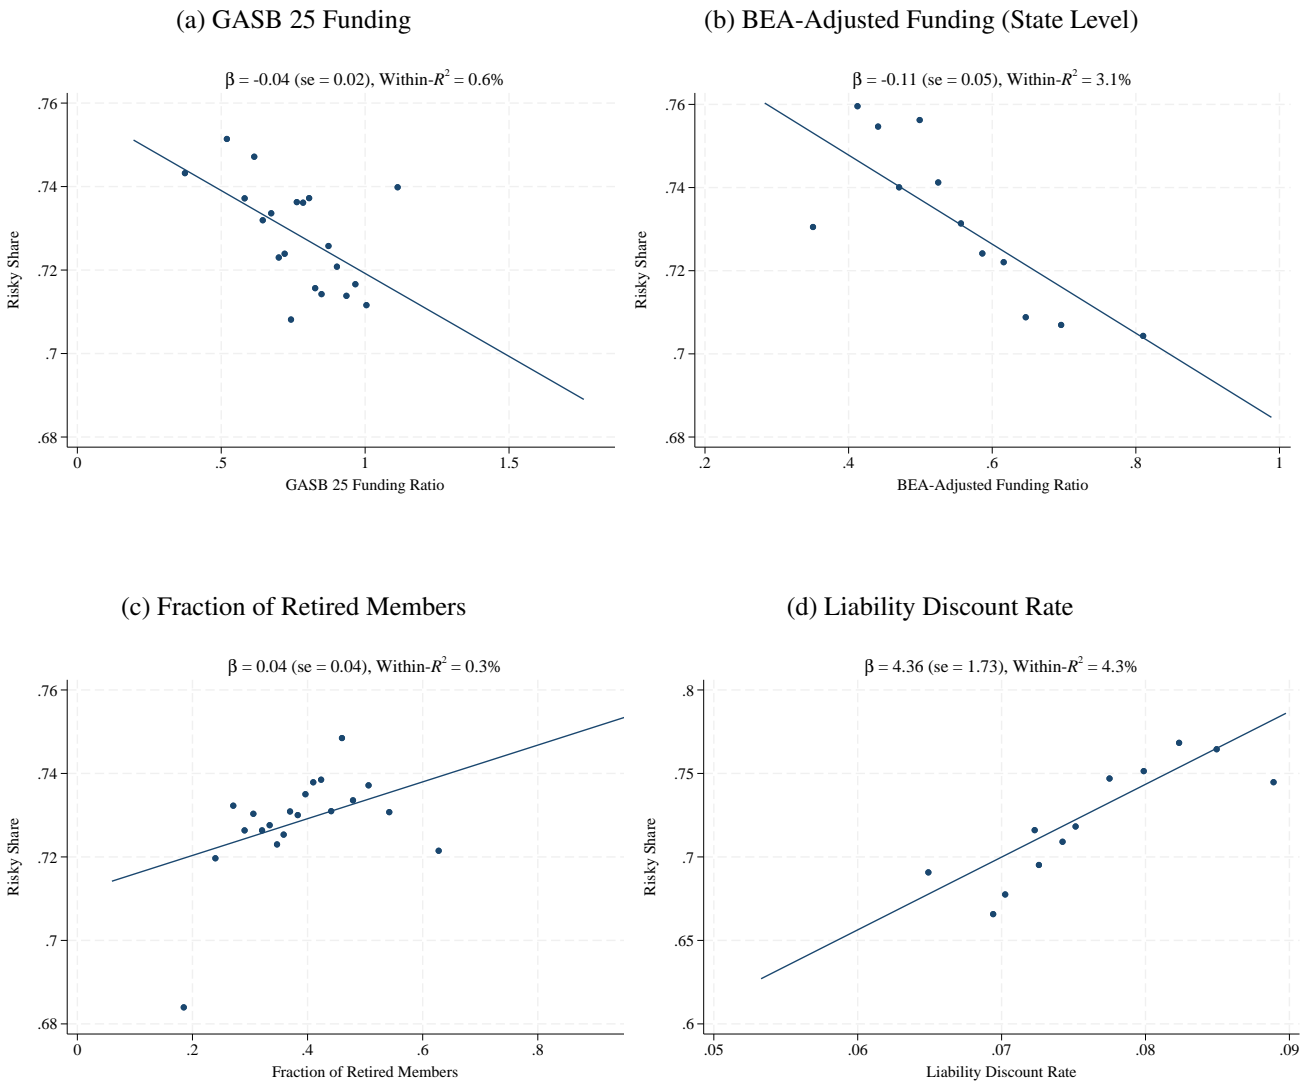 (a) GASB 25 Funding
β = -0.04 (se = 0.02), Within-R² = 0.6%
.76
.74
.72
.7
.68
Risky Share
0 .5 1 1.5
GASB 25 Funding Ratio
(b) BEA-Adjusted Funding (State Level)
β = -0.11 (se = 0.05), Within-R² = 3.1%
.76
.74
.72
.7
.68
Risky Share
.2 .4 .6 .8 1
BEA-Adjusted Funding Ratio
(c) Fraction of Retired Members
β = 0.04 (se = 0.04), Within-R² = 0.3%
.76
.74
.72
.7
.68
Risky Share
0 .2 .4 .6 .8
Fraction of Retired Members
(d) Liability Discount Rate
β = 4.36 (se = 1.73), Within-R² = 4.3%
.8
.75
.7
.65
.6
Risky Share
.05 .06 .07 .08 .09
Liability Discount Rate